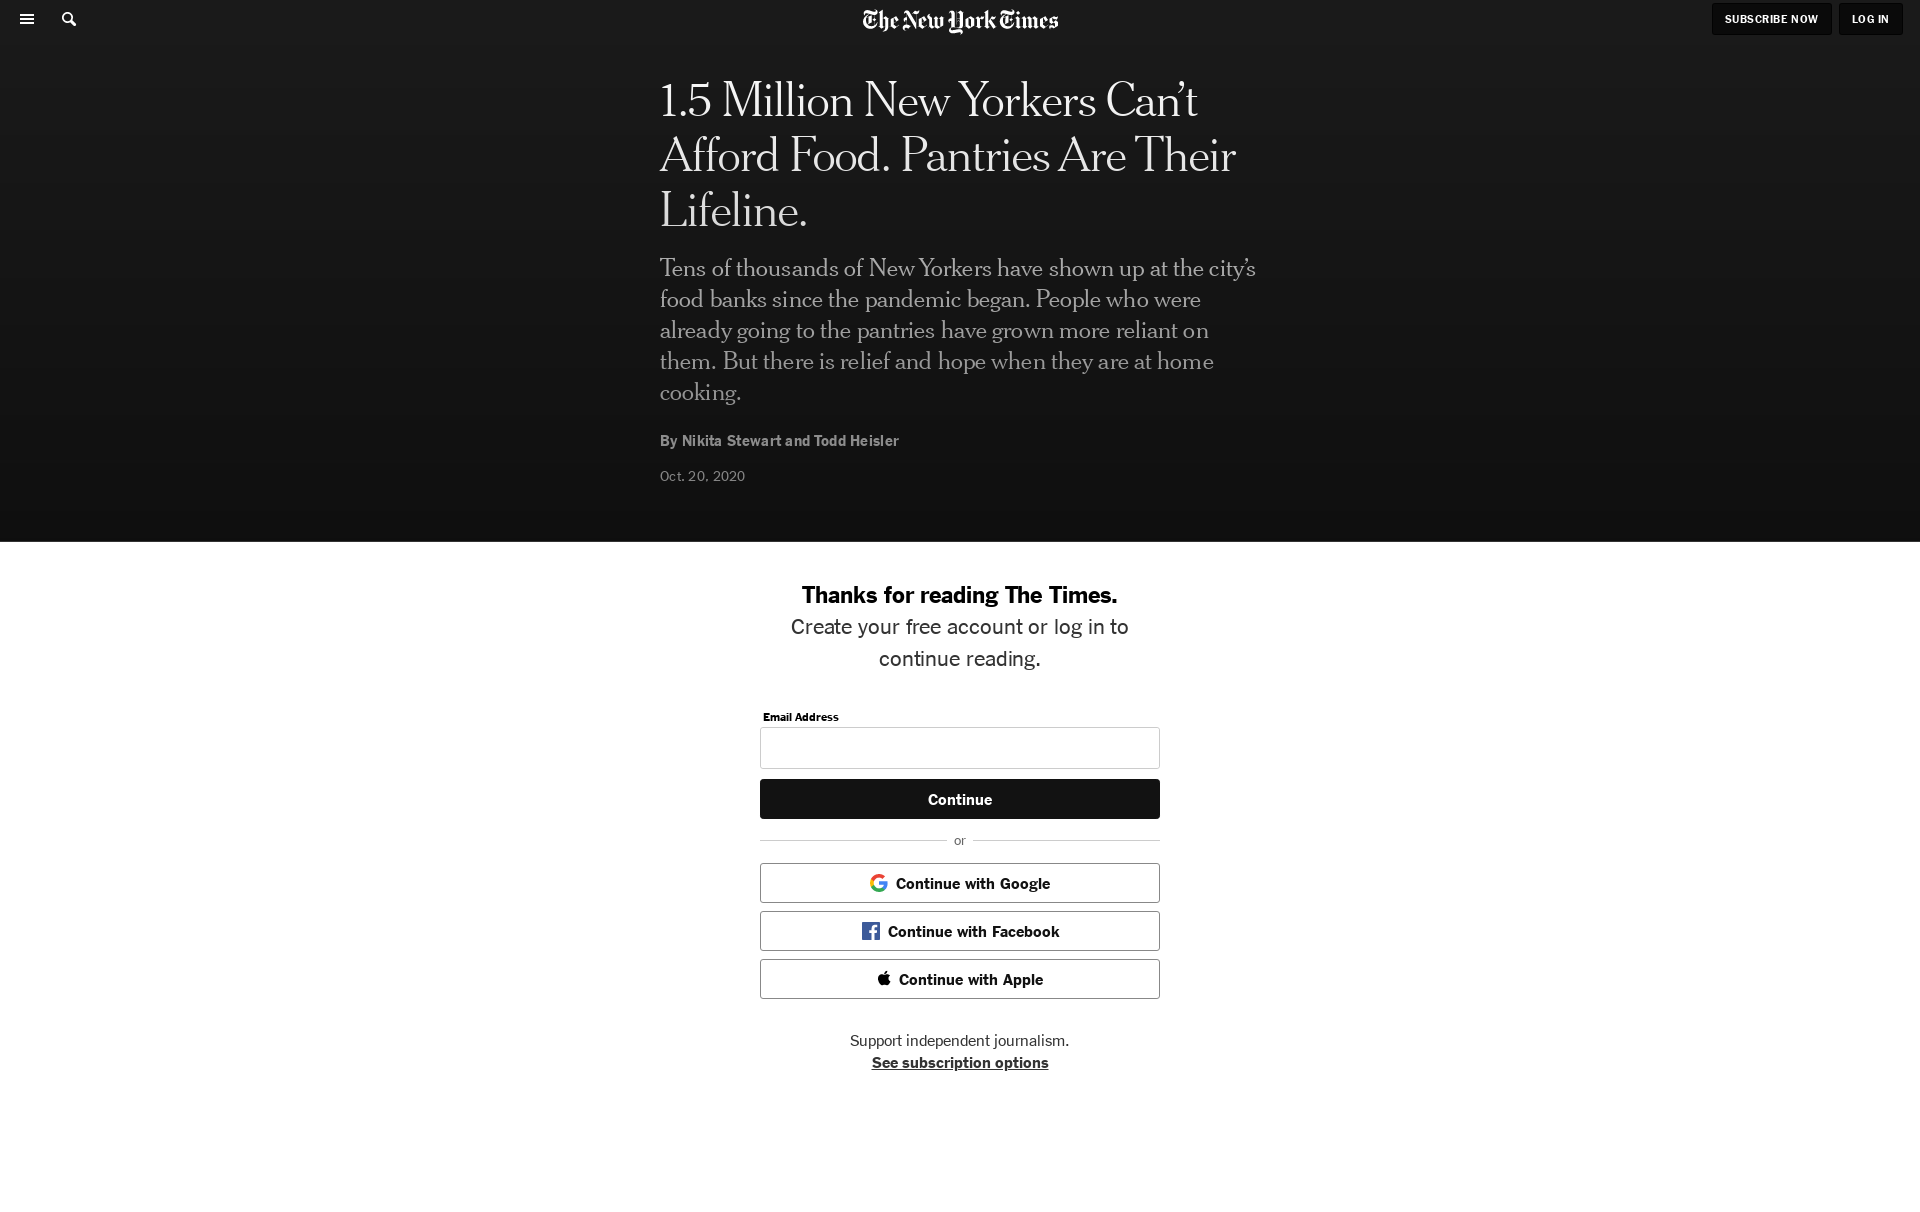 The New York Times
SUBSCRIBE NOW
LOG IN
1.5 Million New Yorkers Can’t
Afford Food. Pantries Are Their
Lifeline.
Tens of thousands of New Yorkers have shown up at the city’s
food banks since the pandemic began. People who were
already going to the pantries have grown more reliant on
them. But there is relief and hope when they are at home
cooking.
By Nikita Stewart and Todd Heisler
Oct. 20, 2020
Thanks for reading The Times.
Create your free account or log in to
continue reading.
Email Address
Continue
or
Continue with Google
Continue with Facebook
Continue with Apple
Support independent journalism.
See subscription options